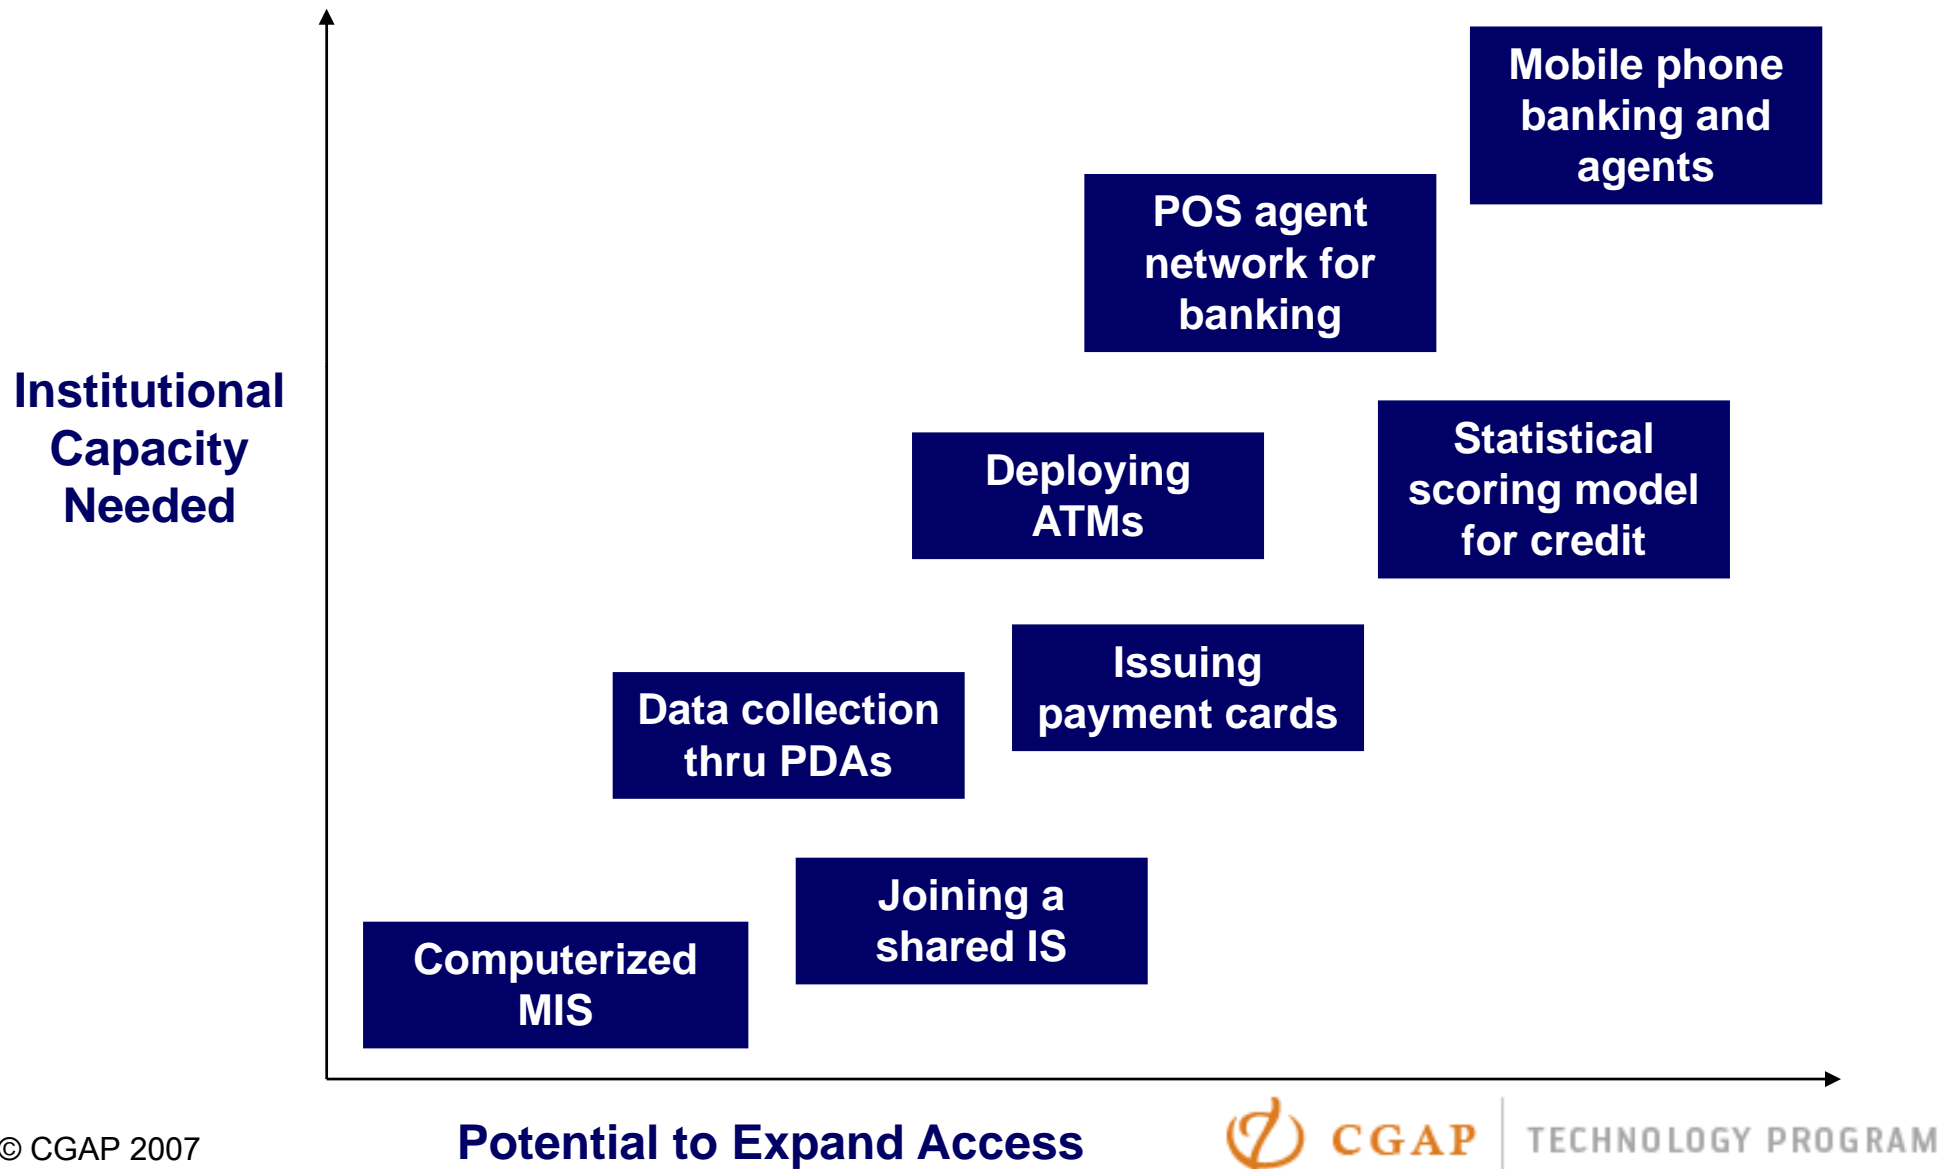 Mobile phone
banking and
agents
POS agent
network for
banking
Institutional
Capacity
Needed
Statistical
scoring model
for credit
Deploying
ATMs
Issuing
payment cards
Data collection
thru PDAs
Joining a
shared IS
Computerized
MIS
© CGAP 2007
Potential to Expand Access
CGAP TECHNOLOGY PROGRAM